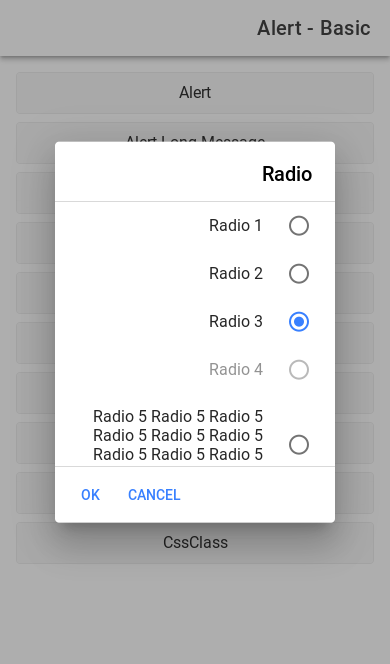 Alert - Basic
Alert
Alert Long Message
Radio
Radio 1
Radio 2
Radio 3
Radio 4
Radio 5 Radio 5 Radio 5
Radio 5 Radio 5 Radio 5
Radio 5 Radio 5 Radio 5
OK CANCEL
CssClass